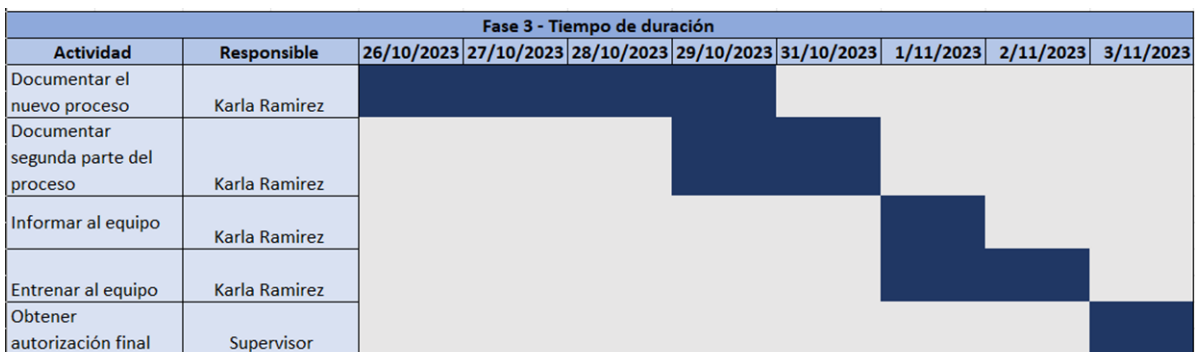 Fase 3 - Tiempo de duración
Actividad Responsible 26/10/2023 27/10/2023 28/10/2023 29/10/2023 31/10/2023 1/11/2023 2/11/2023 3/11/2023
Documentar el
nuevo proceso Karla Ramirez
Documentar
segunda parte del
proceso Karla Ramirez
Informar al equipo
Karla Ramirez
Entrenar al equipo Karla Ramirez
Obtener
autorización final Supervisor